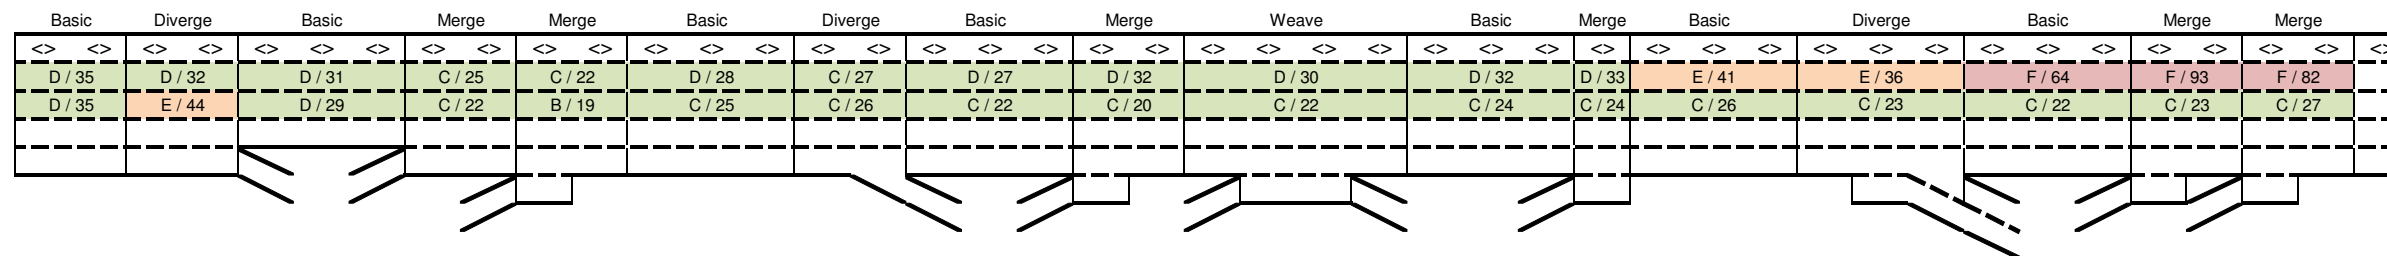 Basic Diverge Basic Merge Merge Basic Diverge Basic Merge Weave Basic Merge Basic Diverge Basic Merge Merge
<> <> <> <> <> <> <> <> <> <> <> <> <> <> <> <> <> <> <> <> <> <> <> <> <> <> <> <> <> <> <> <> <> <> <> <> <> <> <> <> <> <> <>
D / 35 D / 32 D / 31 C / 25 C / 22 D / 28 C / 27 D / 27 D / 32 D / 30 D / 32 D / 33 E / 41 E / 36 F / 64 F / 93 F / 82
D / 35 E / 44 D / 29 C / 22 B / 19 C / 25 C / 26 C / 22 C / 20 C / 22 C / 24 C / 24 C / 26 C / 23 C / 22 C / 23 C / 27